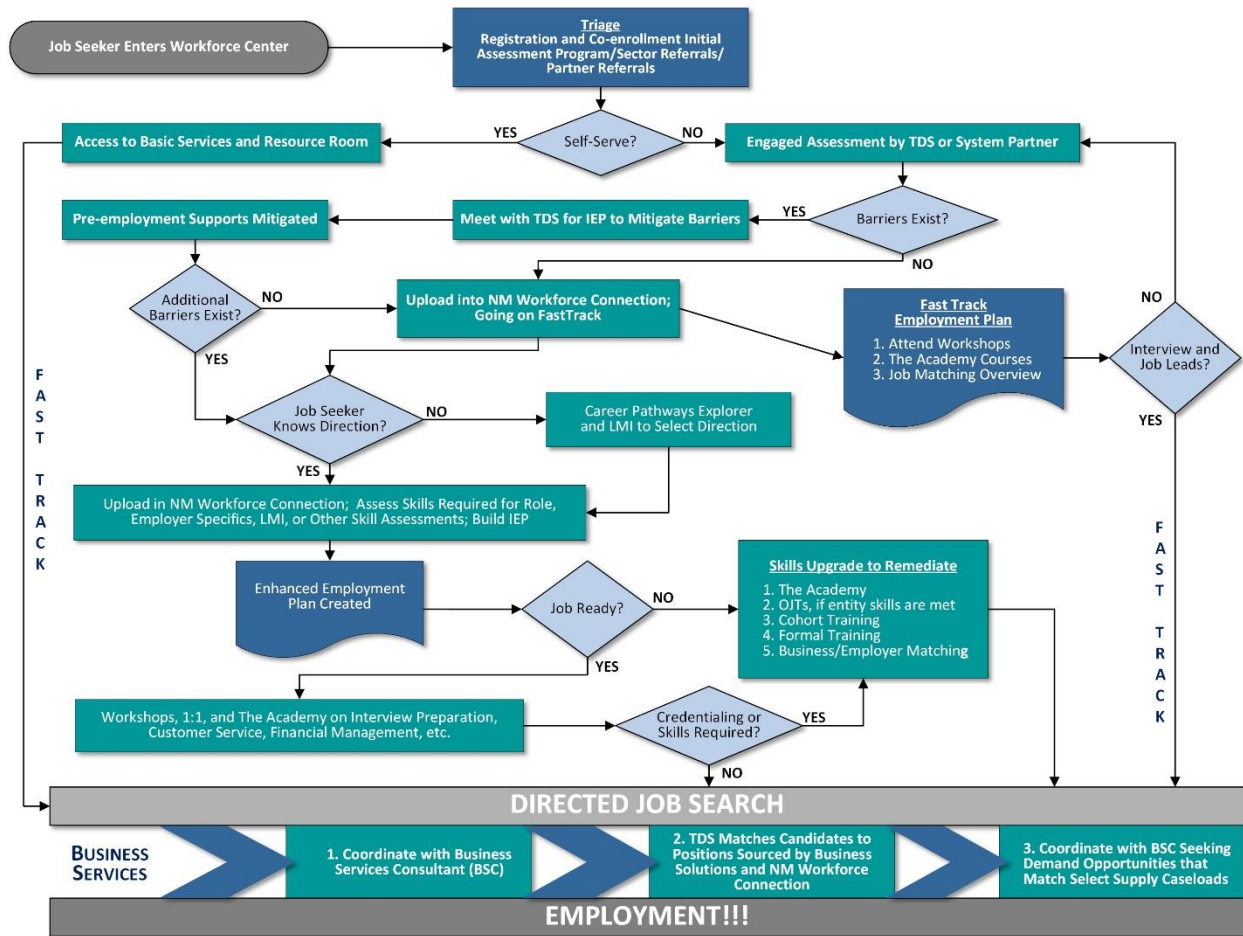 Job Seeker Enters Workforce Center
Triage
Registration and Co-enrollment Initial
Assessment Program/Sector Referrals/
Partner Referrals
Access to Basic Services and Resource Room
YES
Self-Serve?
NO
Engaged Assessment by TDS or System Partner
Pre-employment Supports Mitigated
Meet with TDS for IEP to Mitigate Barriers
YES
Barriers Exist?
NO
Additional
Barriers Exist?
NO
YES
Upload into NM Workforce Connection;
Going on FastTrack
Fast Track
Employment Plan
1. Attend Workshops
2. The Academy Courses
3. Job Matching Overview
NO
Interview and
Job Leads?
YES
FAST TRACK
Job Seeker
Knows Direction?
NO
YES
Career Pathways Explorer
and LMI to Select Direction
Upload in NM Workforce Connection; Assess Skills Required for Role,
Employer Specifics, LMI, or Other Skill Assessments; Build IEP
FAST TRACK
Enhanced Employment
Plan Created
Job Ready?
NO
YES
Skills Upgrade to Remediate
1. The Academy
2. OJTs, if entity skills are met
3. Cohort Training
4. Formal Training
5. Business/Employer Matching
Workshops, 1:1, and The Academy on Interview Preparation,
Customer Service, Financial Management, etc.
Credentialing or
Skills Required?
YES
NO
DIRECTED JOB SEARCH
BUSINESS
SERVICES
1. Coordinate with Business
Services Consultant (BSC)
2. TDS Matches Candidates to
Positions Sourced by Business
Solutions and NM Workforce
Connection
3. Coordinate with BSC Seeking
Demand Opportunities that
Match Select Supply Caseloads
EMPLOYMENT!!!